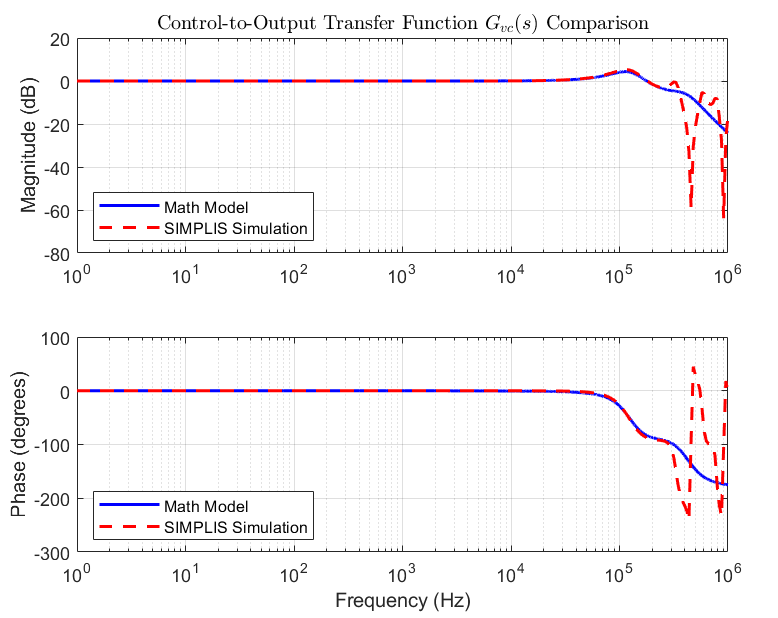 Control-to-Output Transfer Function G_{vc}(s) Comparison
20
0
-20
-40
-60
-80
Magnitude (dB)
Math Model
SIMPLIS Simulation
10^0 10^1 10^2 10^3 10^4 10^5 10^6
100
0
-100
-200
-300
Phase (degrees)
Math Model
SIMPLIS Simulation
10^0 10^1 10^2 10^3 10^4 10^5 10^6
Frequency (Hz)